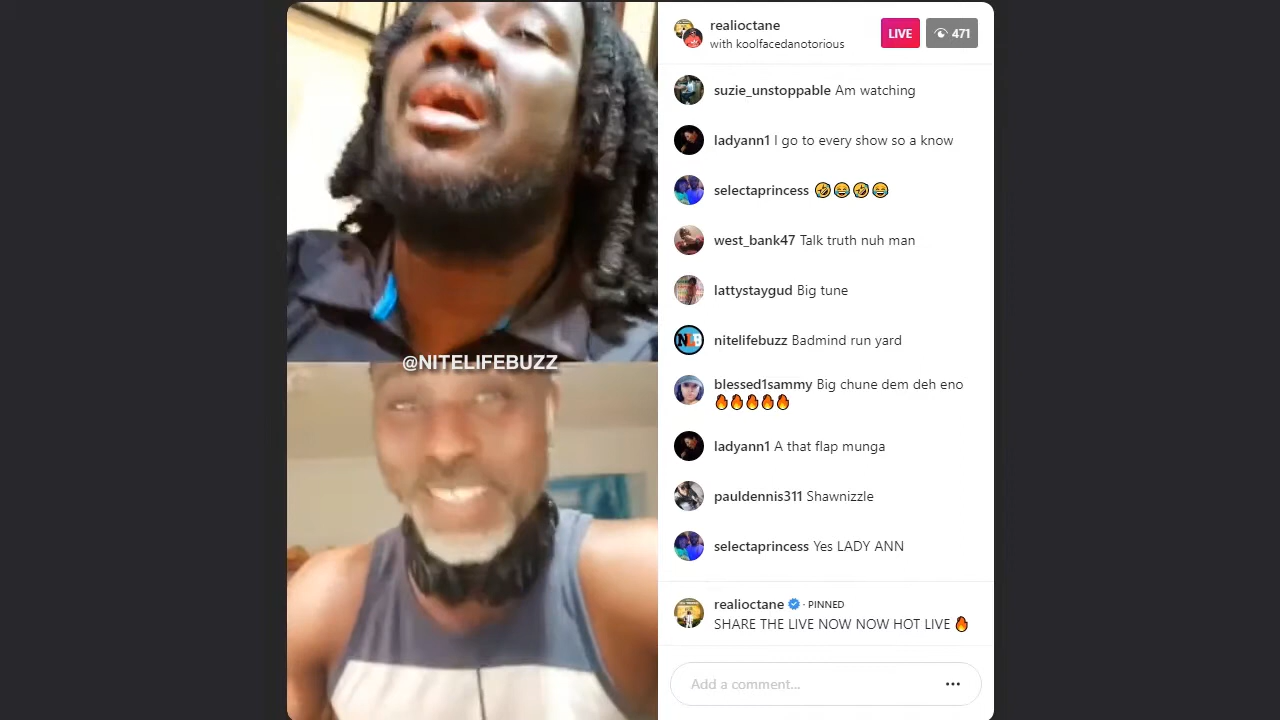 realioctane
with koolfacedanotorious
LIVE
471
suzie_unstoppable Am watching
ladyann1 I go to every show so a know
selectaprincess 🤣😂🤣😂
west_bank47 Talk truth nuh man
lattystaygud Big tune
NLB
nitelifebuzz Badmind run yard
blessed1sammy Big chune dem deh eno
🔥🔥🔥🔥🔥
ladyann1 A that flap munga
pauldennis311 Shawnizzle
selectaprincess Yes LADY ANN
realioctane · PINNED
SHARE THE LIVE NOW NOW HOT LIVE 🔥
Add a comment...
@NITELIFEBUZZ